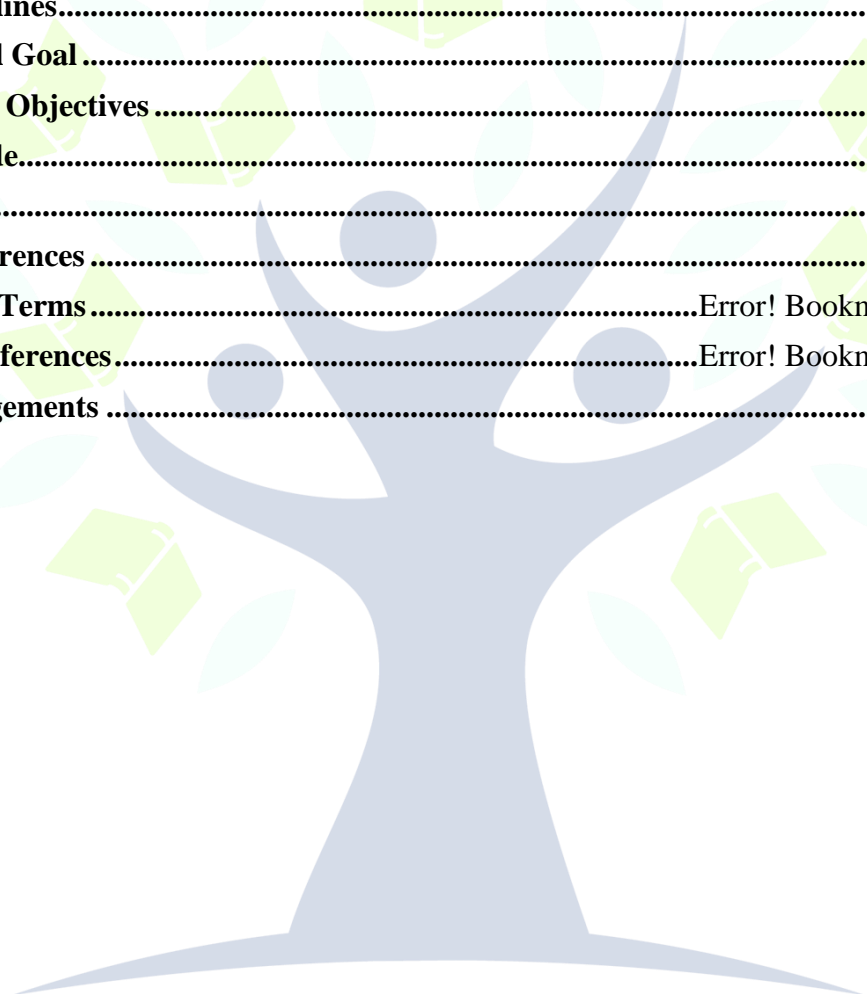 lines..........................................................................................................
l Goal..........................................................................................................
Objectives..........................................................................................................
le..........................................................................................................
..........................................................................................................
rences..........................................................................................................
Terms..........................................................................Error! Bookm
ferences..........................................................................Error! Bookm
gements..........................................................................................................